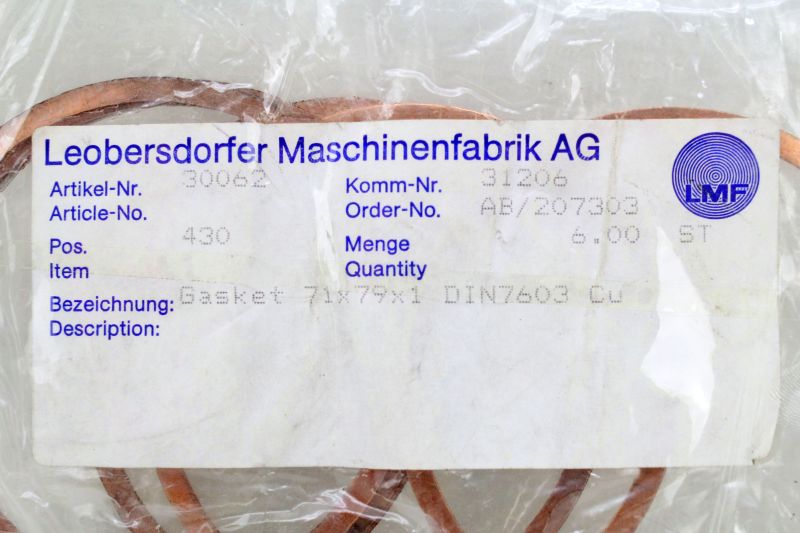 Leobersdorfer Maschinenfabrik AG
LMF
Artikel-Nr. 30062 Komm-Nr. 31206
Article-No. Order-No. AB/207303
Pos. 430 Menge 6.00 ST
Item Quantity
Bezeichnung: Gasket 71x79x1 DIN7603 Cu
Description: